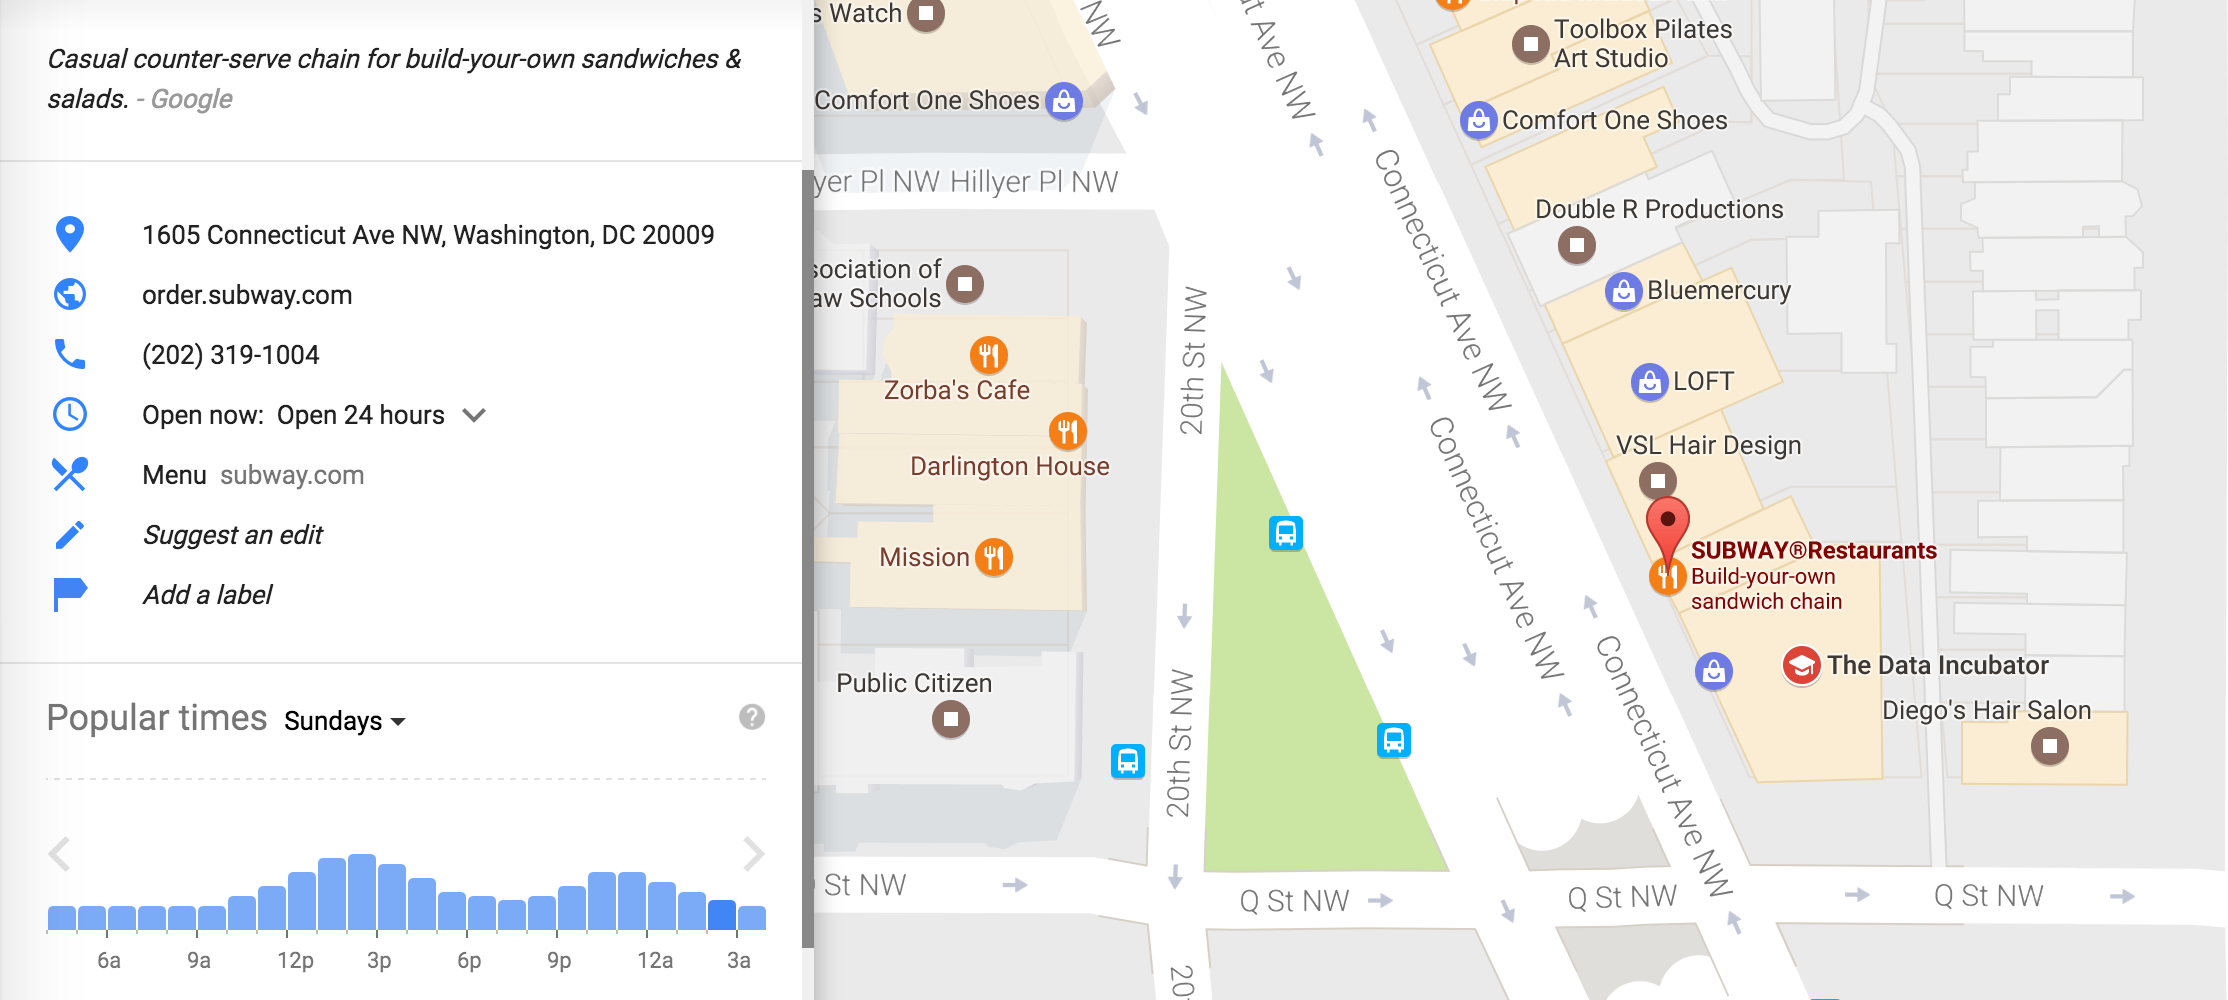 Casual counter-serve chain for build-your-own sandwiches &
salads. - Google
1605 Connecticut Ave NW, Washington, DC 20009
order.subway.com
(202) 319-1004
Open now: Open 24 hours
Menu subway.com
Suggest an edit
Add a label
Popular times Sundays
?
6a 9a 12p 3p 6p 9p 12a 3a
s Watch
NW
Comfort One Shoes
yer Pl NW Hillyer Pl NW
sociation of
aw Schools
Zorba's Cafe
Darlington House
Mission
Public Citizen
20th St NW
20th St NW
20
St NW
Q St NW
Q St NW
Q St NW
ut Ave NW
Connecticut Ave NW
Connecticut Ave NW
Connecticut Ave NW
Toolbox Pilates
Art Studio
Comfort One Shoes
Double R Productions
Bluemercury
LOFT
VSL Hair Design
SUBWAY®Restaurants
Build-your-own
sandwich chain
The Data Incubator
Diego's Hair Salon